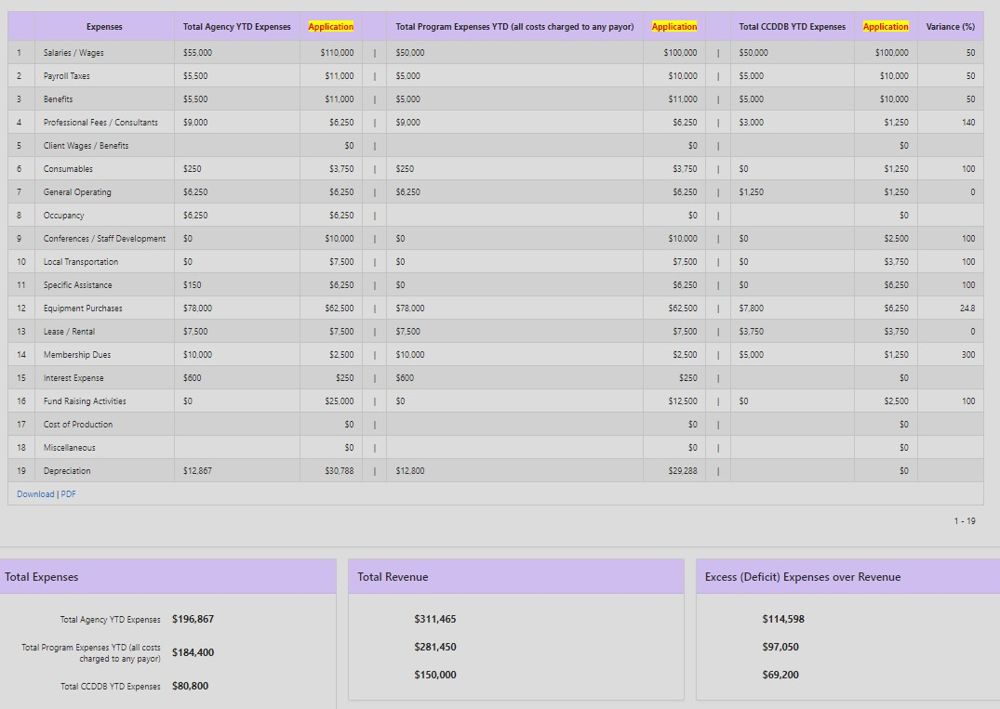 Expenses Total Agency YTD Expenses Application Total Program Expenses YTD (all costs charged to any payor) Application Total CCDDB YTD Expenses Application Variance (%)
1 Salaries / Wages $55,000 $110,000 | $50,000 $100,000 | $50,000 $100,000 50
2 Payroll Taxes $5,500 $11,000 | $5,000 $10,000 | $5,000 $10,000 50
3 Benefits $5,500 $11,000 | $5,000 $11,000 | $5,000 $10,000 50
4 Professional Fees / Consultants $9,000 $6,250 | $9,000 $6,250 | $3,000 $1,250 140
5 Client Wages / Benefits $0 | $0 | $0
6 Consumables $250 $3,750 | $250 $3,750 | $0 $1,250 100
7 General Operating $6,250 $6,250 | $6,250 $6,250 | $1,250 $1,250 0
8 Occupancy $6,250 $6,250 | $0 | $0
9 Conferences / Staff Development $0 $10,000 | $0 $10,000 | $0 $2,500 100
10 Local Transportation $0 $7,500 | $0 $7,500 | $0 $3,750 100
11 Specific Assistance $150 $6,250 | $0 $6,250 | $0 $6,250 100
12 Equipment Purchases $78,000 $62,500 | $78,000 $62,500 | $7,800 $6,250 24.8
13 Lease / Rental $7,500 $7,500 | $7,500 $7,500 | $3,750 $3,750 0
14 Membership Dues $10,000 $2,500 | $10,000 $2,500 | $5,000 $1,250 300
15 Interest Expense $600 $250 | $600 $250 | $0
16 Fund Raising Activities $0 $25,000 | $0 $12,500 | $0 $2,500 100
17 Cost of Production $0 | $0 | $0
18 Miscellaneous $0 | $0 | $0
19 Depreciation $12,867 $30,788 | $12,800 $29,288 | $0
Download | PDF
1 - 19
Total Expenses
Total Agency YTD Expenses $196,867
Total Program Expenses YTD (all costs
charged to any payor) $184,400
Total CCDDB YTD Expenses $80,800
Total Revenue
$311,465
$281,450
$150,000
Excess (Deficit) Expenses over Revenue
$114,598
$97,050
$69,200